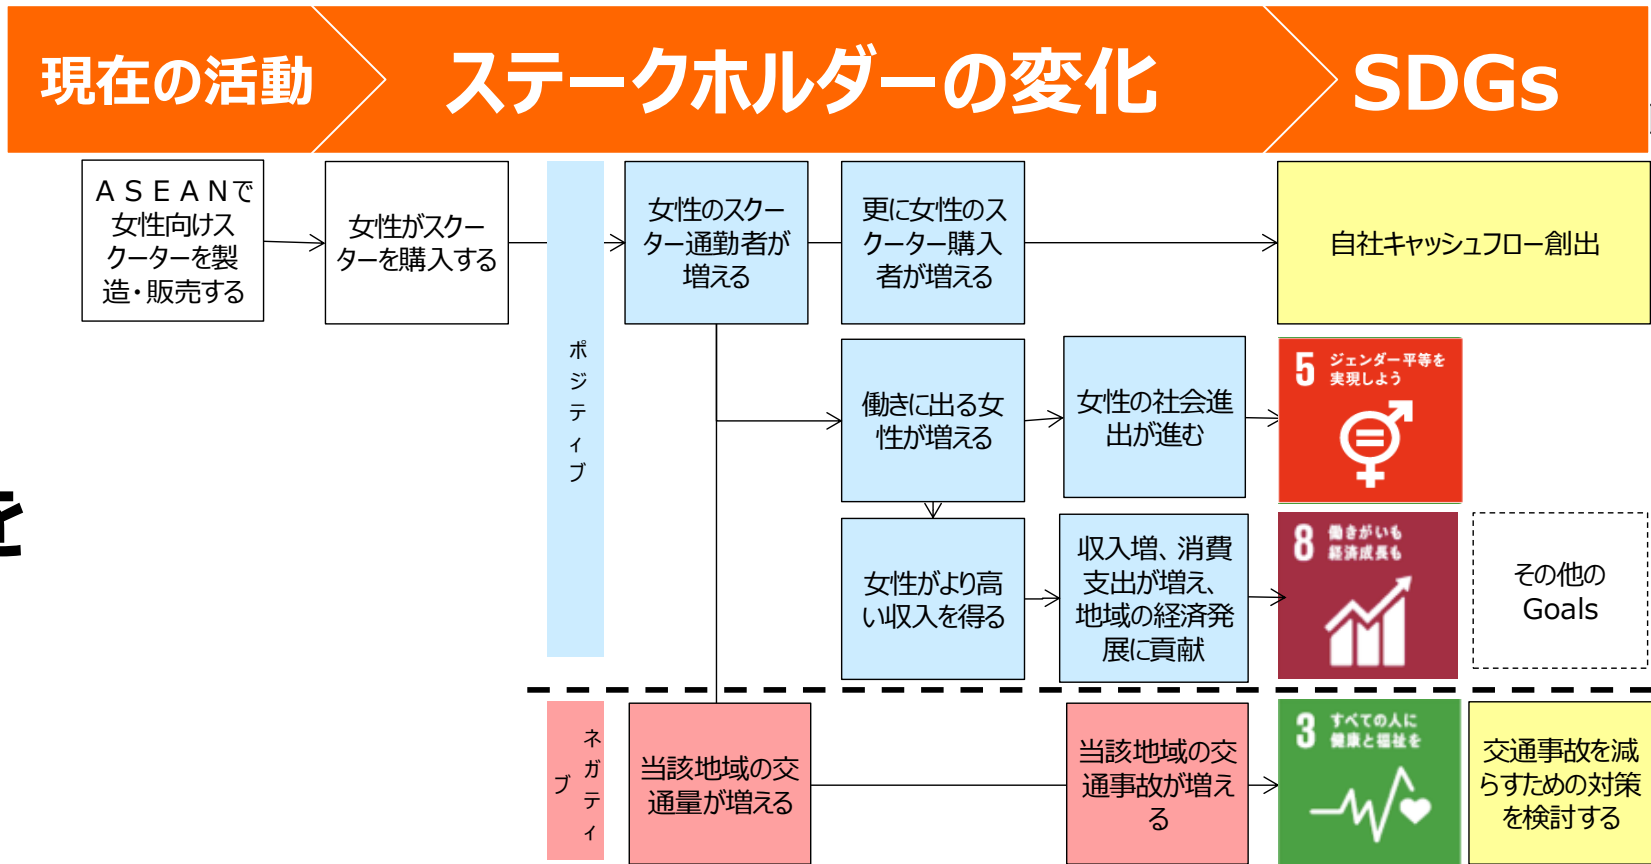 現在の活動
ステークホルダーの変化
SDGs
ＡＳＥＡＮで
女性向けス
クーターを製
造・販売する
女性がスクー
ターを購入する
ポジティブ
女性のスクー
ター通勤者が
増える
更に女性のス
クーター購入
者が増える
自社キャッシュフロー創出
働きに出る女
性が増える
女性の社会進
出が進む
5 ジェンダー平等を
実現しよう
を
女性がより高
い収入を得る
収入増、消費
支出が増え、
地域の経済発
展に貢献
8 働きがいも
経済成長も
その他の
Goals
ネガティ
ブ
当該地域の交
通量が増える
当該地域の交
通事故が増え
る
3 すべての人に
健康と福祉を
交通事故を減
らすための対策
を検討する